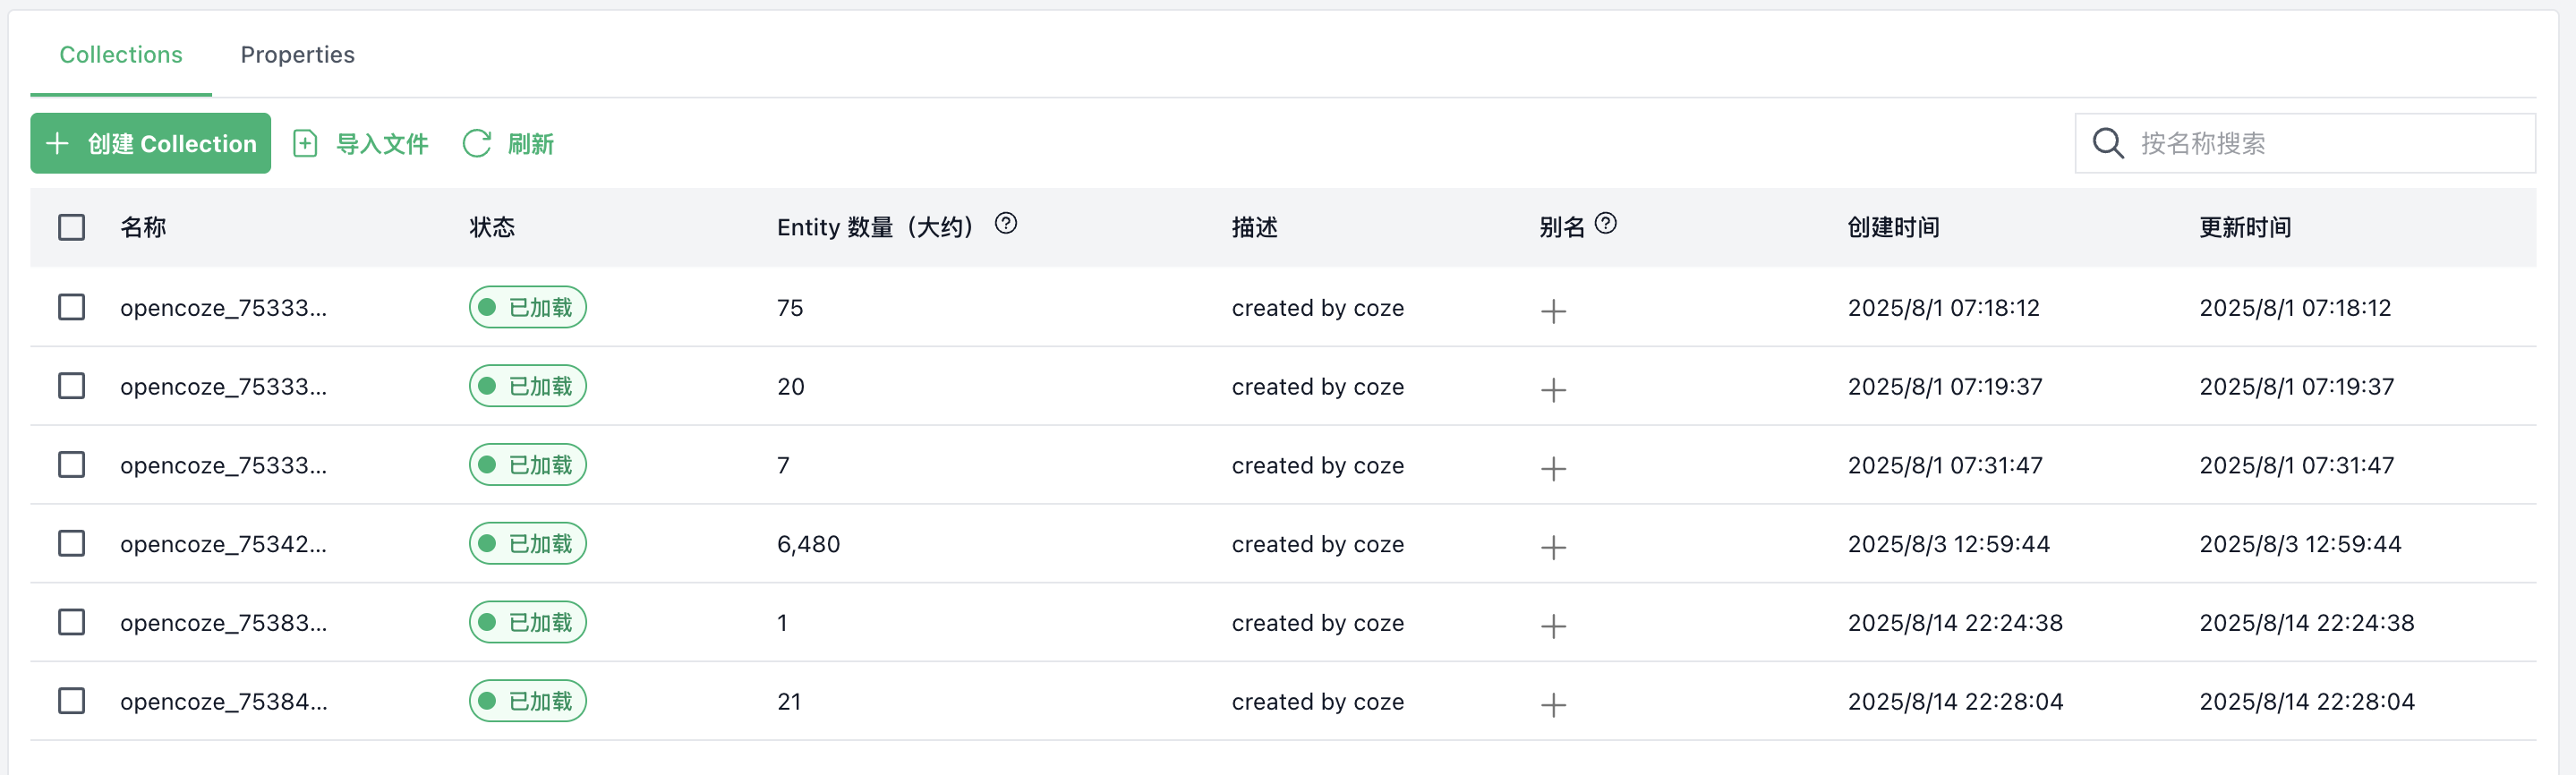 Collections Properties
创建 Collection 导入文件 刷新 按名称搜索
名称 状态 Entity 数量（大约） 描述 别名 创建时间 更新时间
opencoze_75333... 已加载 75 created by coze 2025/8/1 07:18:12 2025/8/1 07:18:12
opencoze_75333... 已加载 20 created by coze 2025/8/1 07:19:37 2025/8/1 07:19:37
opencoze_75333... 已加载 7 created by coze 2025/8/1 07:31:47 2025/8/1 07:31:47
opencoze_75342... 已加载 6,480 created by coze 2025/8/3 12:59:44 2025/8/3 12:59:44
opencoze_75383... 已加载 1 created by coze 2025/8/14 22:24:38 2025/8/14 22:24:38
opencoze_75384... 已加载 21 created by coze 2025/8/14 22:28:04 2025/8/14 22:28:04